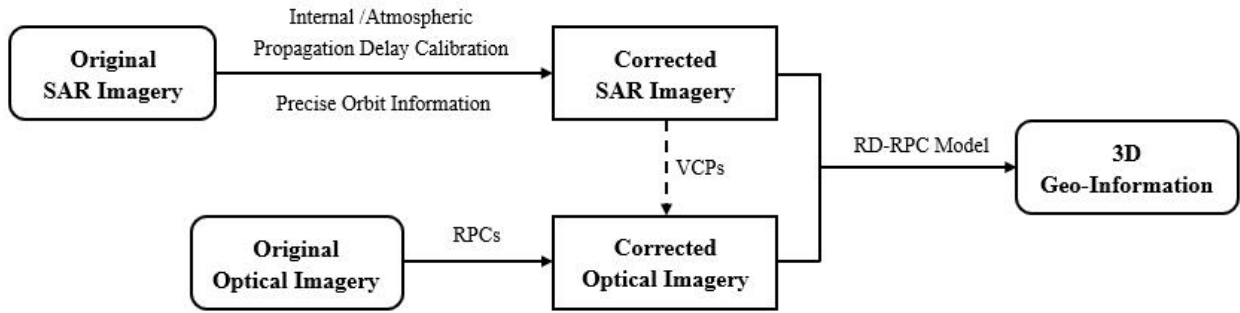 Internal /Atmospheric
Propagation Delay Calibration
Original
SAR Imagery
Precise Orbit Information
Corrected
SAR Imagery
VCPs
RD-RPC Model
3D
Geo-Information
Original
Optical Imagery
RPCs
Corrected
Optical Imagery